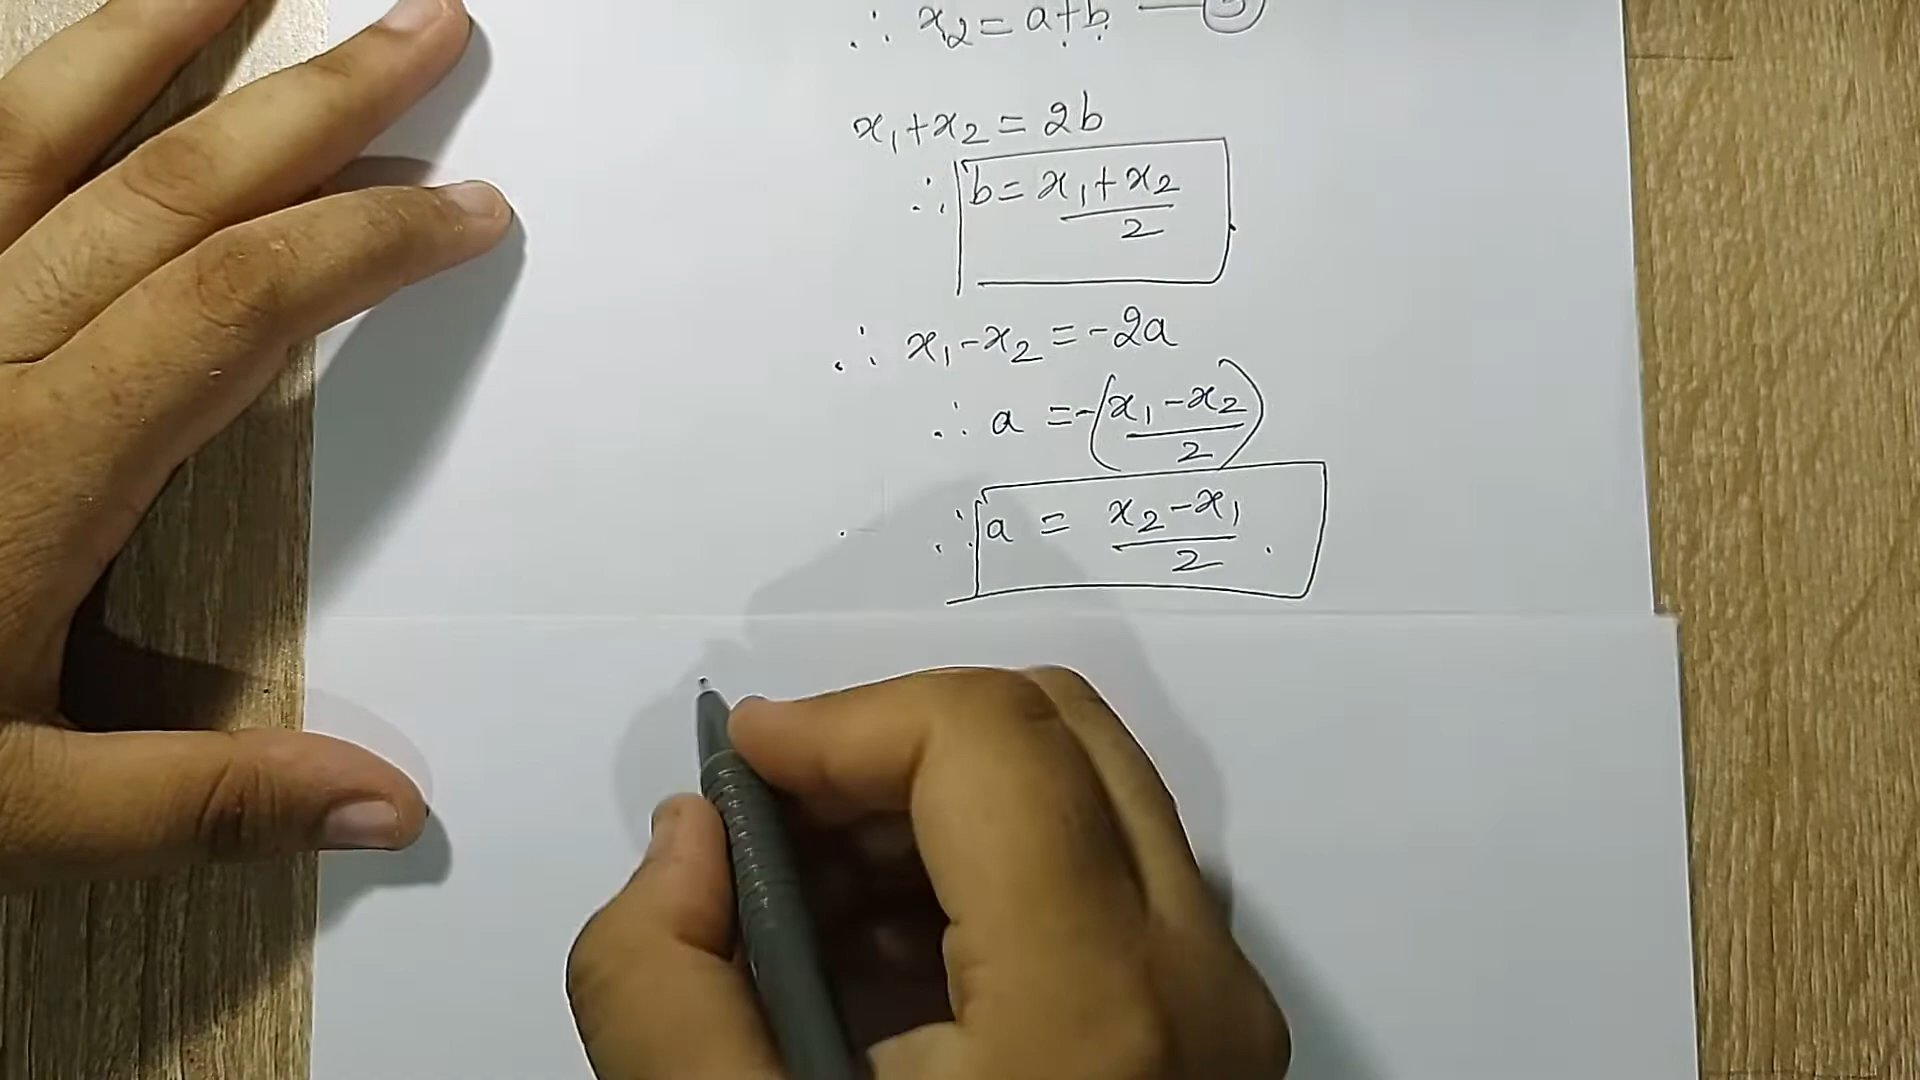 ∴ x₂ = a+b — ③
x₁+x₂ = 2b
∴ b = (x₁+x₂)/2
∴ x₁-x₂ = -2a
∴ a = -((x₁-x₂)/2)
∴ a = (x₂-x₁)/2.